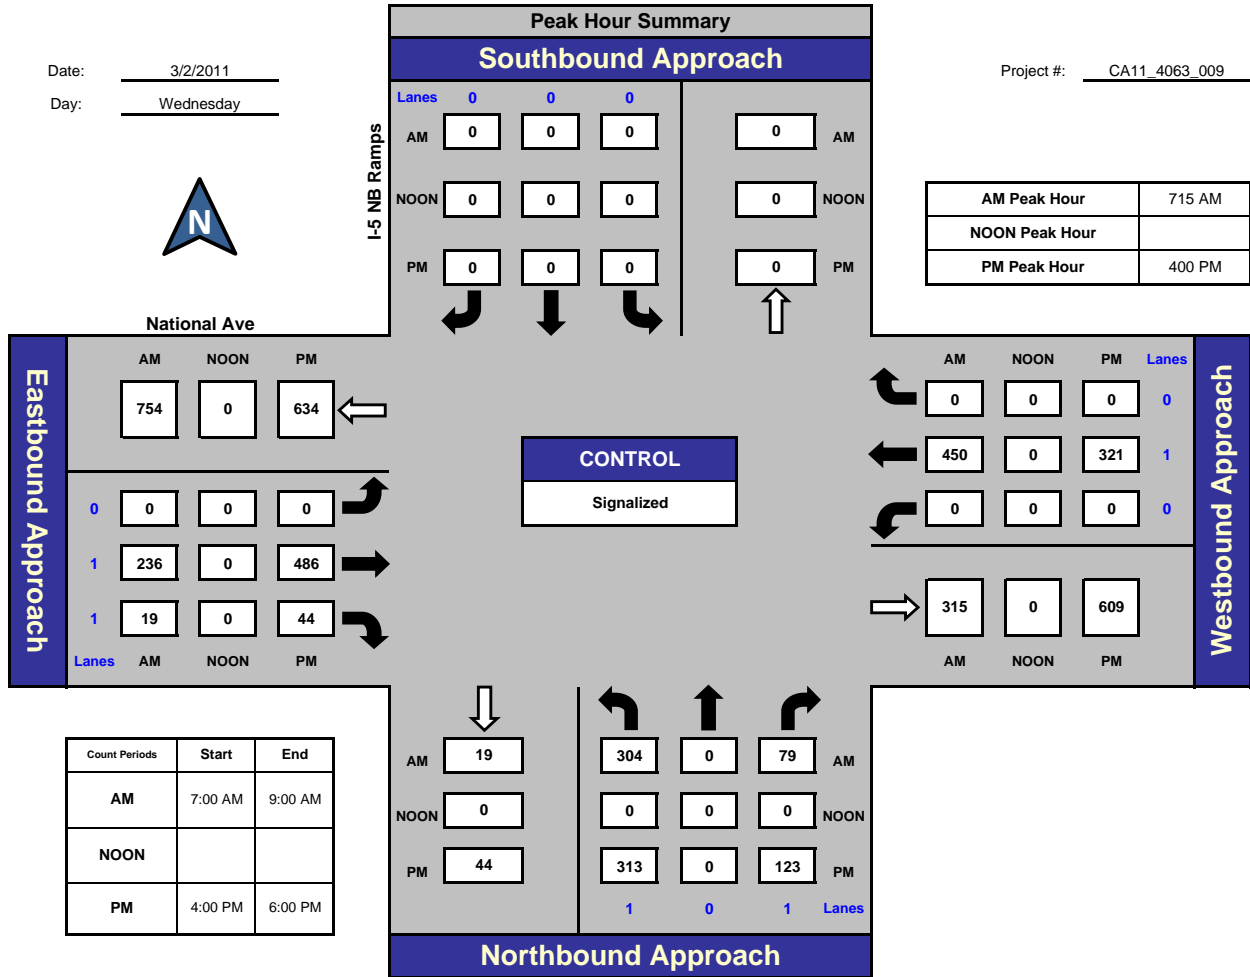 Peak Hour Summary
Southbound Approach
Date: 3/2/2011
Project #: CA11_4063_009
Day: Wednesday
Lanes 0 0 0
AM 0 0 0 0 AM
I-5 NB Ramps
NOON 0 0 0 0 NOON
PM 0 0 0 0 PM
N
AM Peak Hour 715 AM
NOON Peak Hour
PM Peak Hour 400 PM
National Ave
Eastbound Approach
AM NOON PM
754 0 634
0 0 0 0
1 236 0 486
1 19 0 44
Lanes AM NOON PM
CONTROL
Signalized
AM NOON PM Lanes
0 0 0 0
450 0 321 1
0 0 0 0
315 0 609
AM NOON PM
Westbound Approach
Count Periods Start End
AM 7:00 AM 9:00 AM
NOON
PM 4:00 PM 6:00 PM
AM 19 304 0 79 AM
NOON 0 0 0 0 NOON
PM 44 313 0 123 PM
1 0 1 Lanes
Northbound Approach